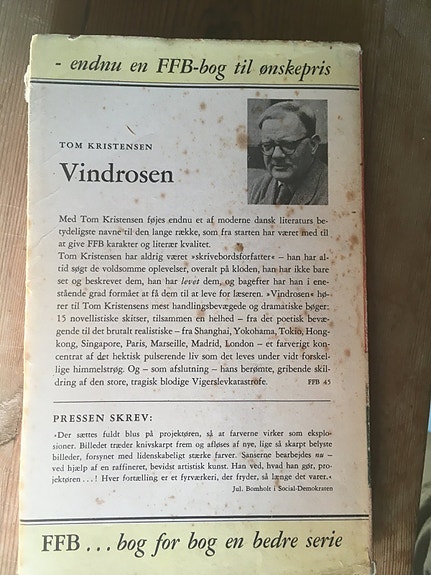 - endnu en FFB-bog til ønskepris
TOM KRISTENSEN
Vindrosen
Med Tom Kristensen føjes endnu et af moderne dansk literaturs be-
tydeligste navne til den lange række, som fra starten har været med til
at give FFB karakter og literær kvalitet.
Tom Kristensen har aldrig været »skrivebordsforfatter« – han har al-
tid søgt de voldsomme oplevelser, overalt på kloden, han har ikke bare
set og beskrevet dem, han har levet dem, og bagefter har han i ene-
stående grad formået at få dem til at leve for læseren. »Vindrosen« hø-
rer til Tom Kristensens mest handlingsbevægede og dramatiske bøger:
15 novellistiske skitser, tilsammen en helhed – fra det poetisk bevæ-
gende til det brutalt realistiske – fra Shanghai, Yokohama, Tokio, Hong-
kong, Singapore, Paris, Marseille, Madrid, London – et farverigt kon-
centrat af det hektisk pulserende liv som det leves under vidt forskel-
lige himmelstrøg. Og – som afslutning – hans berømte, gribende skil-
dring af den store, tragisk blodige Vigerslevkatastrofe. FFB 45
PRESSEN SKREV:
»Der sættes fuldt blus på projektøren, så at farverne virker som eksplo-
sioner. Billedet træder knivskarpt frem og afløses af nye, lige så skarpt belyste
billeder, forsynet med lidenskabeligt stærke farver. Sanserne bearbejdes nu –
ved hjælp af en raffineret, bevidst artistisk kunst. Han ved, hvad han gør, pro-
jektøren . . . ! Hver fortælling er et fyrværkeri, der fryder, så længe det varer.«
Jul. Bomholt i Social-Demokraten
FFB . . . bog for bog en bedre serie